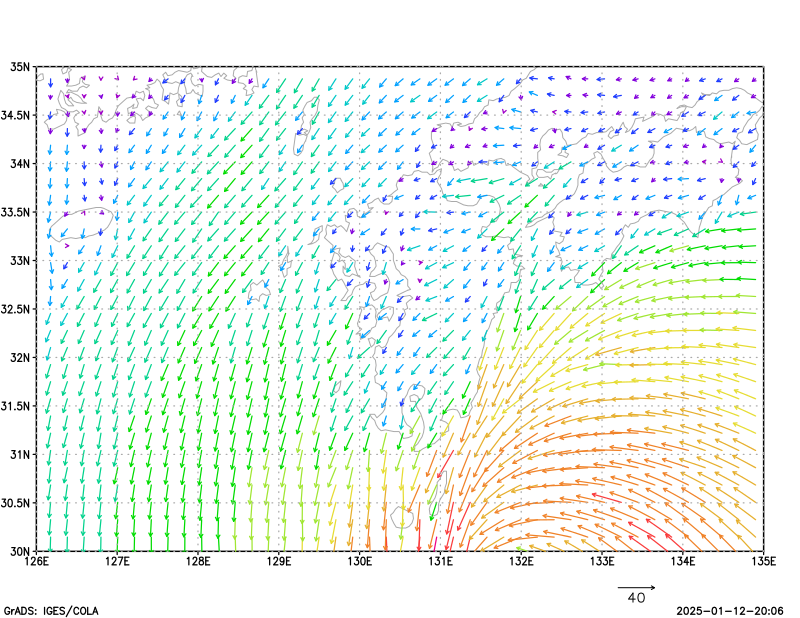 35N
34.5N
34N
33.5N
33N
32.5N
32N
31.5N
31N
30.5N
30N
126E 127E 128E 129E 130E 131E 132E 133E 134E 135E
40
GrADS: IGES/COLA 2025-01-12-20:06